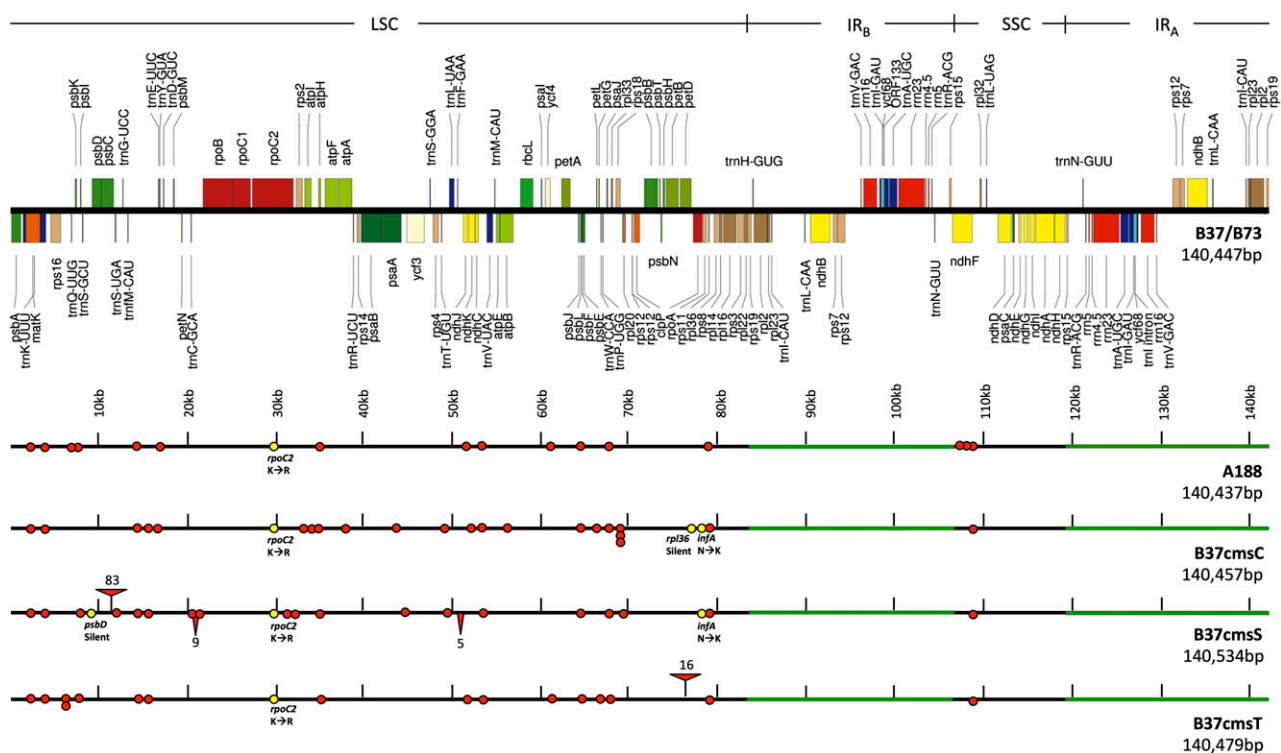 LSC IRB SSC IRA
psbK psbI psbD psbC trnG-UCC trnE-UUC trnY-GUA trnD-GUC psbM rpoB rpoC1 rpoC2 rps2 atpI atpH atpF atpA trnS-GGA trnL-UAA trnF-GAA trnM-CAU rbcL psaI ycf4 petA petL petG psaJ rpl33 rps18 psbB psbT psbH petB petD trnH-GUG trnV-GAC rrn16 trnI-GAU ycf68 ORF133 trnA-UGC rrn23 rrn4.5 rrn5 trnR-ACG rps15 rpl32 trnL-UAG trnN-GUU rps12 rps7 ndhB trnL-CAA trnI-CAU rpl23 rpl2 rps19
B37/B73
140,447bp
psbA trnK-UUU matK rps16 trnQ-UUG trnS-GCU trnS-UGA trnfM-CAU petN trnC-GCA trnR-UCU rps14 psaB psaA ycf3 rps4 trnT-UGU ndhJ ndhK ndhC trnV-UAC atpE atpB psbJ psbL psbF psbE trnW-CCA trnP-UGG rpl20 rps12 clpP psbN rpoA rps11 rpl36 rps8 rpl14 rpl16 rps3 rpl22 rps19 rpl2 rpl23 trnI-CAU trnL-CAA ndhB rps7 rps12 trnN-GUU ndhF ndhD psaC ndhE ndhG ndhI ndhA ndhH rps15 trnR-ACG rrn5 rrn23 trnA-UGC trnI-GAU ycf68 rrn16 trnV-GAC
10kb 20kb 30kb 40kb 50kb 60kb 70kb 80kb 90kb 100kb 110kb 120kb 130kb 140kb
rpoC2
K→R
A188
140,437bp
rpoC2 rpl36 infA
K→R Silent N→K
B37cmsC
140,457bp
83
psbD rpoC2 infA
Silent K→R N→K
9 5
B37cmsS
140,534bp
16
rpoC2
K→R
B37cmsT
140,479bp